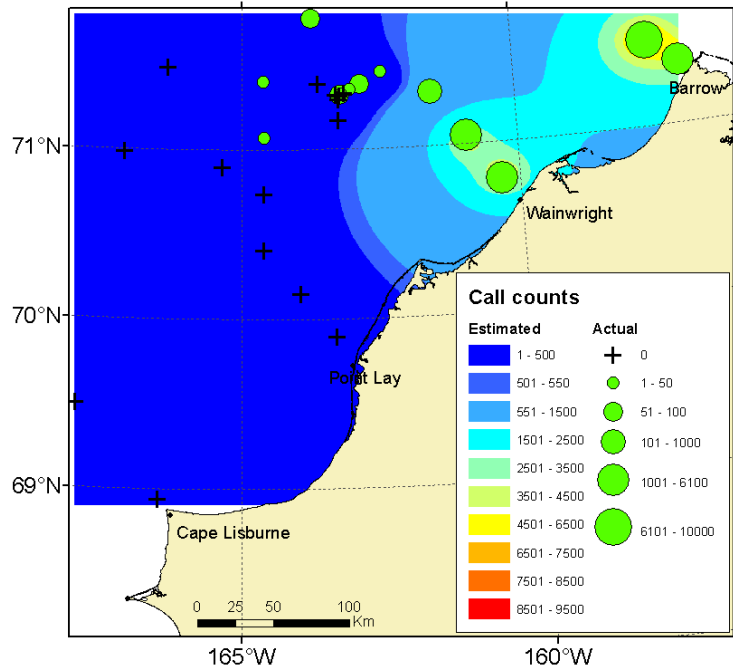 71°N
70°N
69°N
165°W
160°W
Barrow
Wainwright
Point Lay
Cape Lisburne
0 25 50 100
Km
Call counts
Estimated Actual
1 - 500 0
501 - 550 1 - 50
551 - 1500 51 - 100
1501 - 2500 101 - 1000
2501 - 3500
3501 - 4500 1001 - 6100
4501 - 6500
6501 - 7500 6101 - 10000
7501 - 8500
8501 - 9500